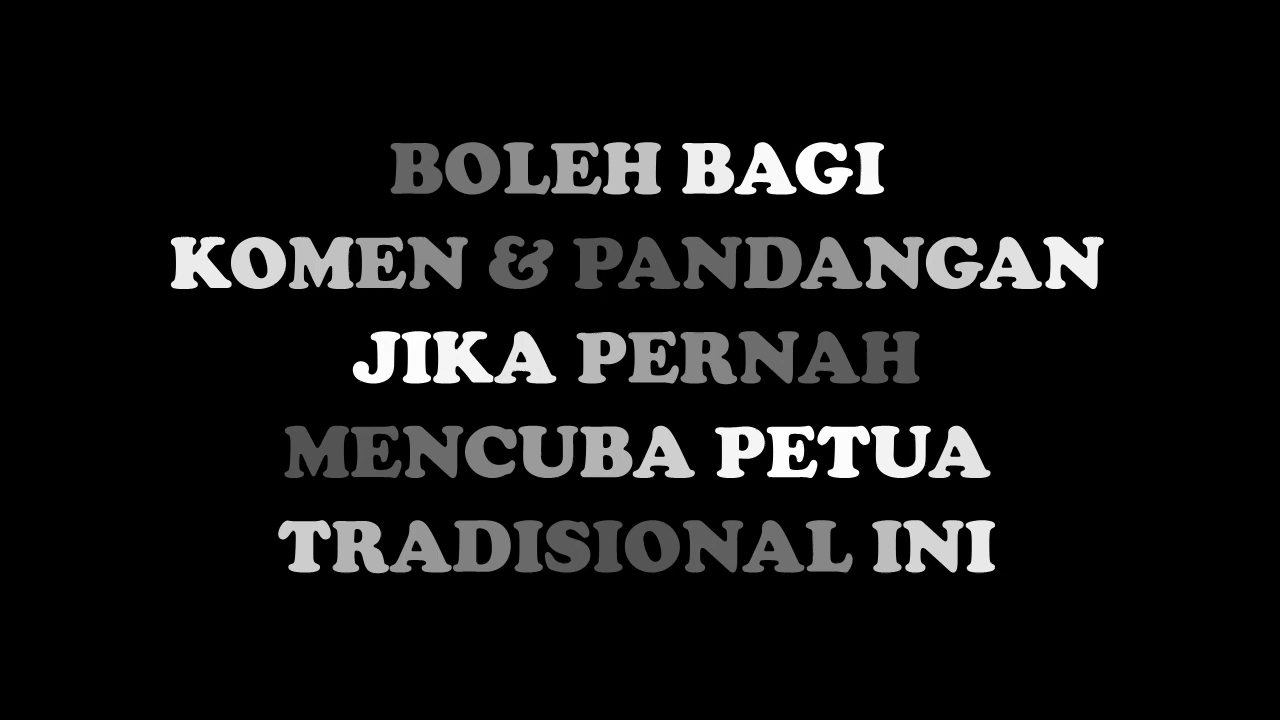 BOLEH BAGI
KOMEN & PANDANGAN
JIKA PERNAH
MENCUBA PETUA
TRADISIONAL INI